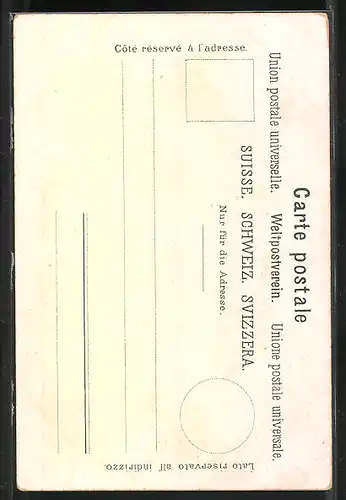 Carte postale
Union postale universelle. Weltpostverein. Unione postale universale.
SUISSE. SCHWEIZ. SVIZZERA.
Nur für die Adresse.
Côté réservé à l'adresse.
Lato riservato all' indirizzo.